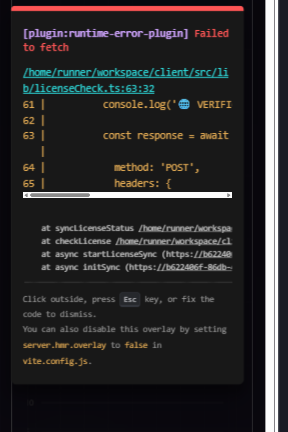 [plugin:runtime-error-plugin] Failed
to fetch
/home/runner/workspace/client/src/li
b/licenseCheck.ts:63:32
61 | console.log('🌐 VERIFI
62 |
63 | const response = await
|
64 | method: 'POST',
65 | headers: {
at syncLicenseStatus /home/runner/workspa
at checkLicense /home/runner/workspace/cl
at async startLicenseSync (https://b62240
at async initSync (https://b622406f-86db-
Click outside, press Esc key, or fix the
code to dismiss.
You can also disable this overlay by setting
server.hmr.overlay to false in
vite.config.js.